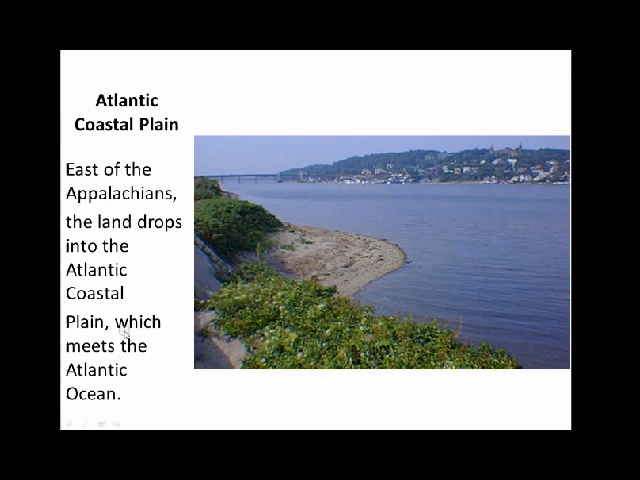 Atlantic
Coastal Plain
East of the
Appalachians,
the land drops
into the
Atlantic
Coastal
Plain, which
meets the
Atlantic
Ocean.